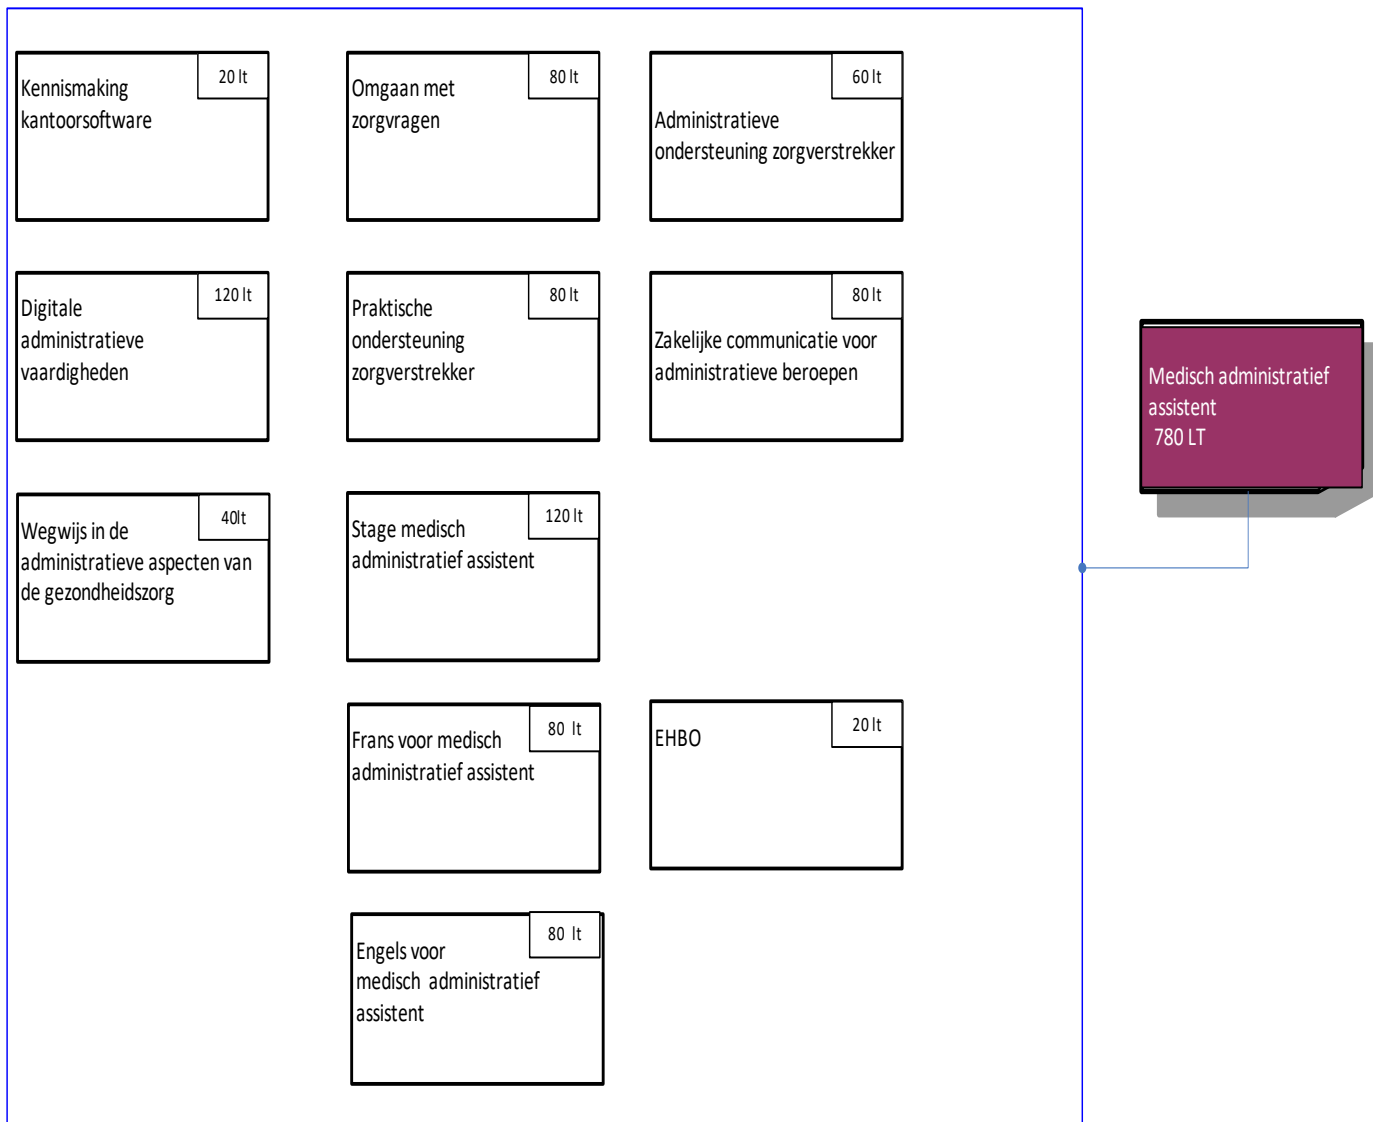 20 lt
Kennismaking
kantoorsoftware
80 lt
Omgaan met
zorgvragen
60 lt
Administratieve
ondersteuning zorgverstrekker
120 lt
Digitale
administratieve
vaardigheden
80 lt
Praktische
ondersteuning
zorgverstrekker
80 lt
Zakelijke communicatie voor
administratieve beroepen
Medisch administratief
assistent
780 LT
40lt
Wegwijs in de
administratieve aspecten van
de gezondheidszorg
120 lt
Stage medisch
administratief assistent
80 lt
Frans voor medisch
administratief assistent
20 lt
EHBO
80 lt
Engels voor
medisch administratief
assistent